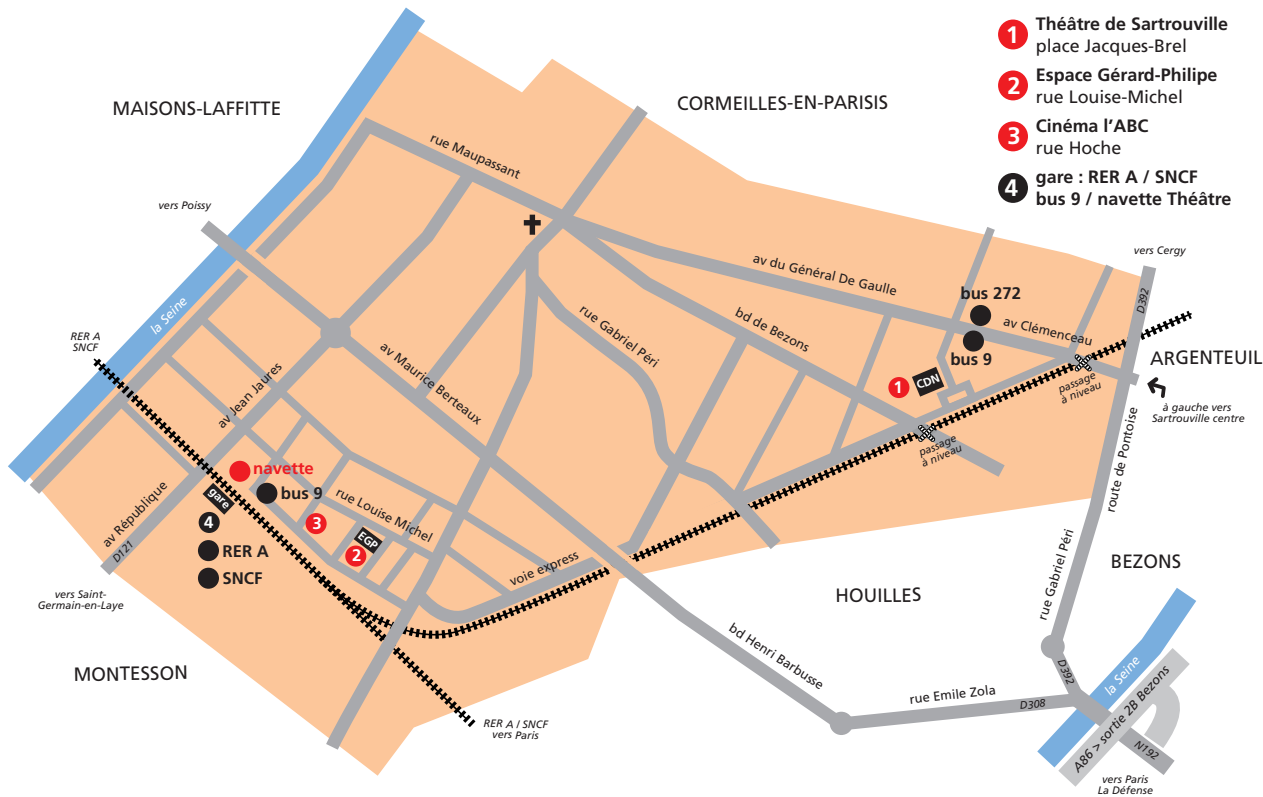 1 Théâtre de Sartrouville
place Jacques-Brel
2 Espace Gérard-Philipe
rue Louise-Michel
3 Cinéma l'ABC
rue Hoche
4 gare : RER A / SNCF
bus 9 / navette Théâtre
MAISONS-LAFFITTE
CORMEILLES-EN-PARISIS
rue Maupassant
vers Poissy
vers Cergy
D392
av du Général De Gaulle
bus 272
av Clémenceau
bus 9
la Seine
RER A
SNCF
rue Gabriel Péri
bd de Bezons
av Maurice Berteaux
av Jean Jaures
1
CDN
passage
à niveau
ARGENTEUIL
à gauche vers
Sartrouville centre
passage
à niveau
route de Pontoise
navette
bus 9
gare
rue Louise Michel
3
EGP
2
4
RER A
SNCF
av République
D121
voie express
vers Saint-
Germain-en-Laye
MONTESSON
HOUILLES
BEZONS
rue Gabriel Péri
bd Henri Barbusse
rue Emile Zola
D308
D392
la Seine
A86 > sortie 2B Bezons
N192
RER A / SNCF
vers Paris
vers Paris
La Défense